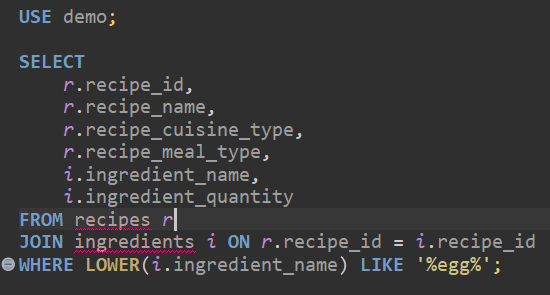 USE demo;
SELECT
r.recipe_id,
r.recipe_name,
r.recipe_cuisine_type,
r.recipe_meal_type,
i.ingredient_name,
i.ingredient_quantity
FROM recipes r
JOIN ingredients i ON r.recipe_id = i.recipe_id
WHERE LOWER(i.ingredient_name) LIKE '%egg%';